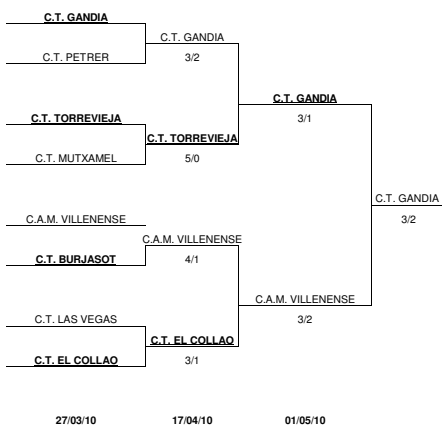 C.T. GANDIA
C.T. GANDIA
C.T. PETRER
3/2
C.T. GANDIA
C.T. TORREVIEJA
3/1
C.T. TORREVIEJA
C.T. MUTXAMEL
5/0
C.T. GANDIA
C.A.M. VILLENENSE
3/2
C.A.M. VILLENENSE
C.T. BURJASOT
4/1
C.A.M. VILLENENSE
C.T. LAS VEGAS
3/2
C.T. EL COLLAO
C.T. EL COLLAO
3/1
27/03/10 17/04/10 01/05/10